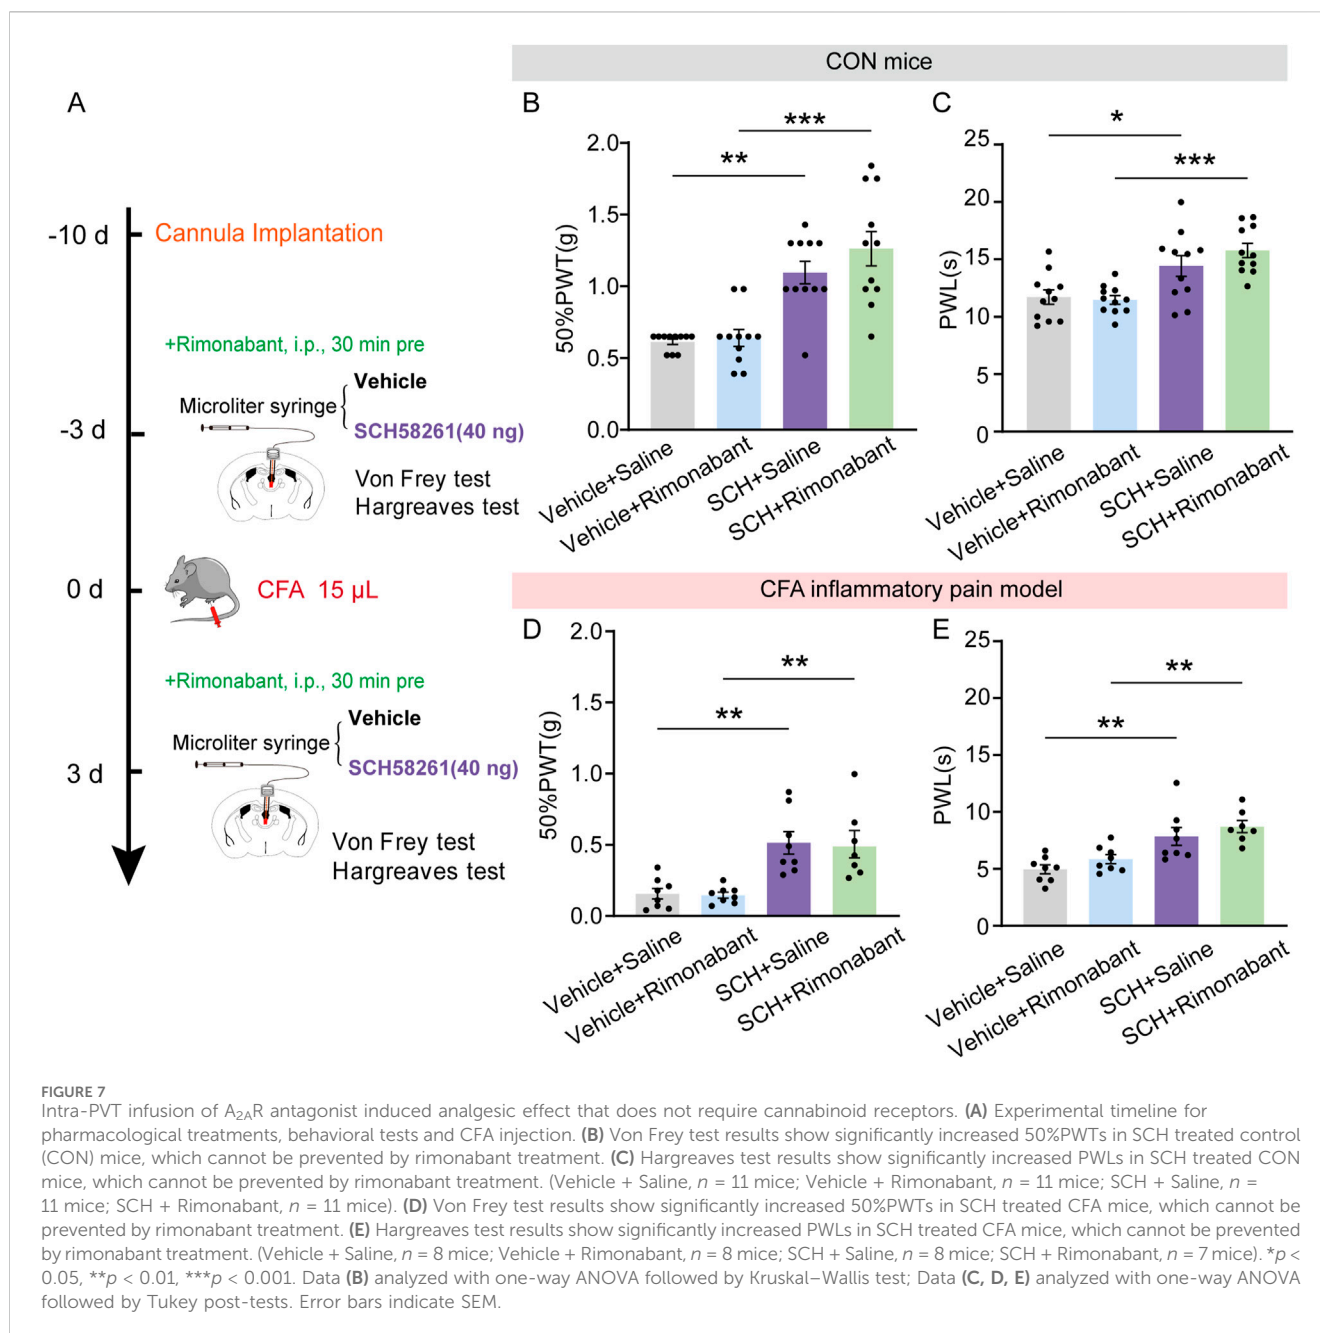 CON mice
A
-10 d
Cannula Implantation
+Rimonabant, i.p., 30 min pre
Vehicle
Microliter syringe
SCH58261(40 ng)
-3 d
Von Frey test
Hargreaves test
0 d
CFA 15 µL
+Rimonabant, i.p., 30 min pre
Vehicle
Microliter syringe
SCH58261(40 ng)
3 d
Von Frey test
Hargreaves test
B
50%PWT(g)
2.0
1.5
1.0
0.5
0.0
**
***
Vehicle+Saline
Vehicle+Rimonabant
SCH+Saline
SCH+Rimonabant
C
PWL(s)
25
20
15
10
5
0
*
***
Vehicle+Saline
Vehicle+Rimonabant
SCH+Saline
SCH+Rimonabant
CFA inflammatory pain model
D
50%PWT(g)
2.0
1.5
1.0
0.5
0.0
**
**
Vehicle+Saline
Vehicle+Rimonabant
SCH+Saline
SCH+Rimonabant
E
PWL(s)
25
20
15
10
5
0
**
**
Vehicle+Saline
Vehicle+Rimonabant
SCH+Saline
SCH+Rimonabant
FIGURE 7
Intra-PVT infusion of A2AR antagonist induced analgesic effect that does not require cannabinoid receptors. (A) Experimental timeline for
pharmacological treatments, behavioral tests and CFA injection. (B) Von Frey test results show significantly increased 50%PWTs in SCH treated control
(CON) mice, which cannot be prevented by rimonabant treatment. (C) Hargreaves test results show significantly increased PWLs in SCH treated CON
mice, which cannot be prevented by rimonabant treatment. (Vehicle + Saline, n = 11 mice; Vehicle + Rimonabant, n = 11 mice; SCH + Saline, n =
11 mice; SCH + Rimonabant, n = 11 mice). (D) Von Frey test results show significantly increased 50%PWTs in SCH treated CFA mice, which cannot be
prevented by rimonabant treatment. (E) Hargreaves test results show significantly increased PWLs in SCH treated CFA mice, which cannot be prevented
by rimonabant treatment. (Vehicle + Saline, n = 8 mice; Vehicle + Rimonabant, n = 8 mice; SCH + Saline, n = 8 mice; SCH + Rimonabant, n = 7 mice). *p <
0.05, **p < 0.01, ***p < 0.001. Data (B) analyzed with one-way ANOVA followed by Kruskal–Wallis test; Data (C, D, E) analyzed with one-way ANOVA
followed by Tukey post-tests. Error bars indicate SEM.